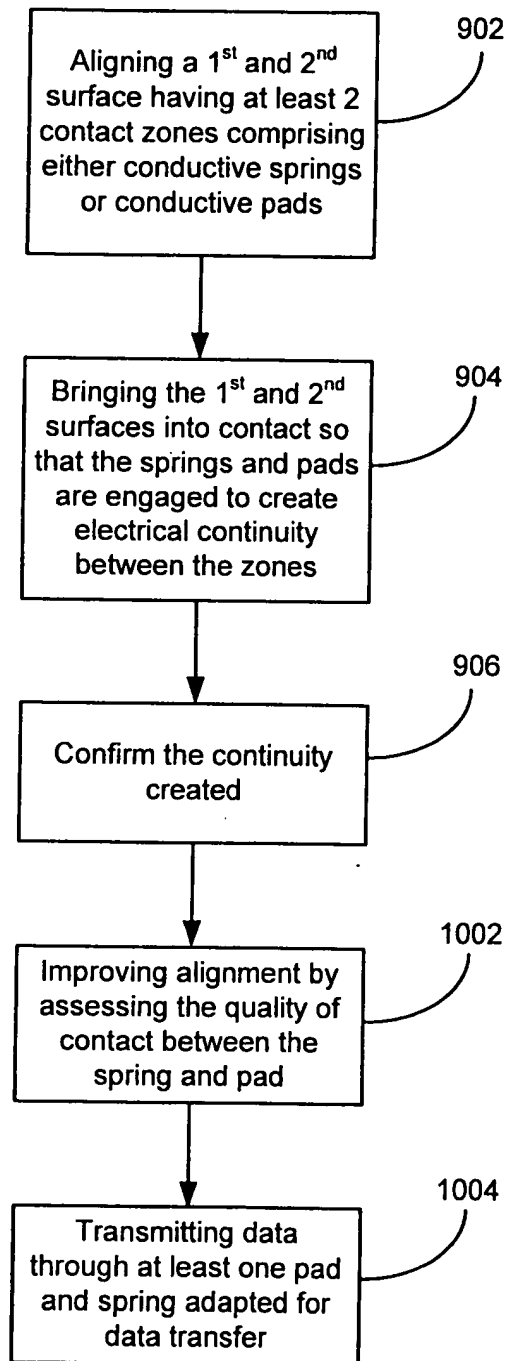 902
Aligning a 1st and 2nd
surface having at least 2
contact zones comprising
either conductive springs
or conductive pads
904
Bringing the 1st and 2nd
surfaces into contact so
that the springs and pads
are engaged to create
electrical continuity
between the zones
906
Confirm the continuity
created
1002
Improving alignment by
assessing the quality of
contact between the
spring and pad
1004
Transmitting data
through at least one pad
and spring adapted for
data transfer